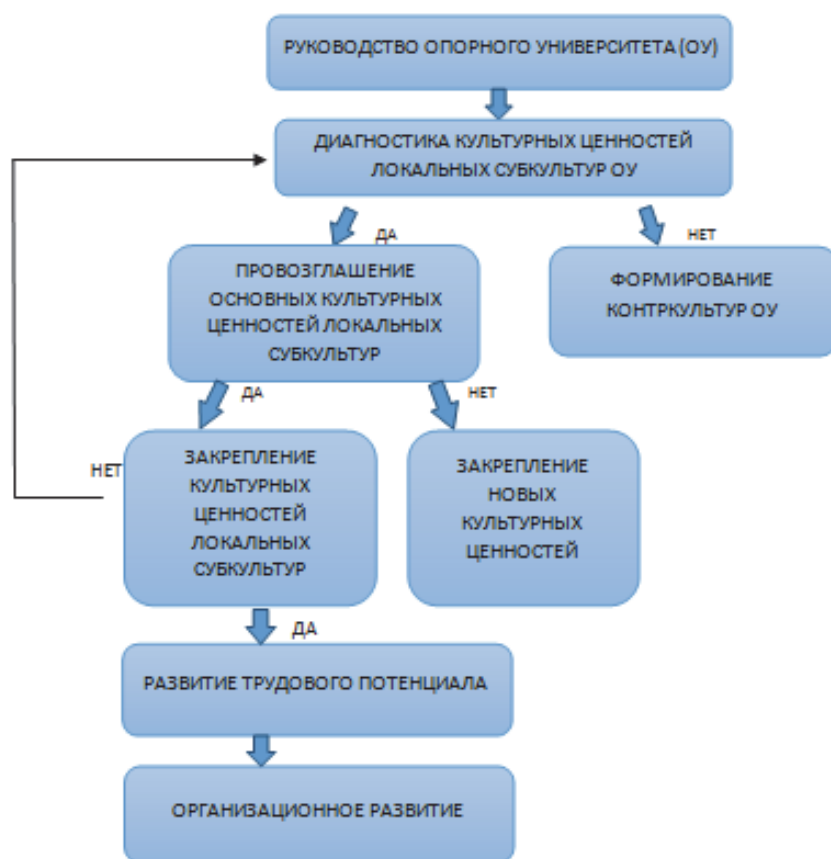 РУКОВОДСТВО ОПОРНОГО УНИВЕРСИТЕТА (ОУ)
ДИАГНОСТИКА КУЛЬТУРНЫХ ЦЕННОСТЕЙ
ЛОКАЛЬНЫХ СУБКУЛЬТУР ОУ
ДА
НЕТ
ПРОВОЗГЛАШЕНИЕ
ОСНОВНЫХ КУЛЬТУРНЫХ
ЦЕННОСТЕЙ ЛОКАЛЬНЫХ
СУБКУЛЬТУР
ФОРМИРОВАНИЕ
КОНТРКУЛЬТУР ОУ
ДА
НЕТ
НЕТ
ЗАКРЕПЛЕНИЕ
КУЛЬТУРНЫХ
ЦЕННОСТЕЙ
ЛОКАЛЬНЫХ
СУБКУЛЬТУР
ЗАКРЕПЛЕНИЕ
НОВЫХ
КУЛЬТУРНЫХ
ЦЕННОСТЕЙ
ДА
РАЗВИТИЕ ТРУДОВОГО ПОТЕНЦИАЛА
ОРГАНИЗАЦИОННОЕ РАЗВИТИЕ